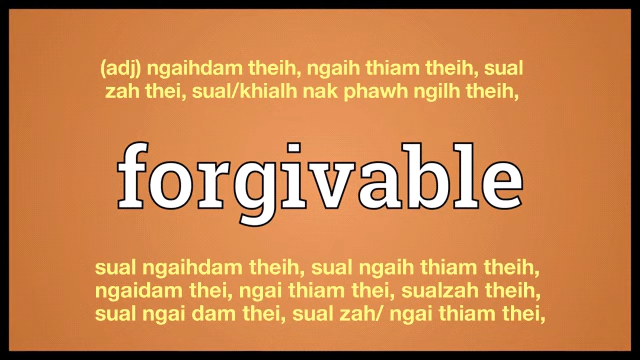 (adj) ngaihdam theih, ngaih thiam theih, sual
zah thei, sual/khialh nak phawh ngilh theih,
forgivable
sual ngaihdam theih, sual ngaih thiam theih,
ngaidam thei, ngai thiam thei, sualzah theih,
sual ngai dam thei, sual zah/ ngai thiam thei,